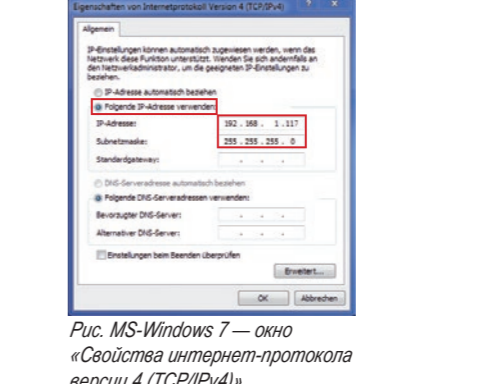 Eigenschaften von Internetprotokoll Version 4 (TCP/IPv4)
Allgemein
IP-Einstellungen können automatisch zugewiesen werden, wenn das
Netzwerk diese Funktion unterstützt. Wenden Sie sich andernfalls an
den Netzwerkadministrator, um die geeigneten IP-Einstellungen zu
beziehen.
IP-Adresse automatisch beziehen
Folgende IP-Adresse verwenden:
IP-Adresse: 192 . 168 . 1 . 117
Subnetzmaske: 255 . 255 . 255 . 0
Standardgateway: . . .
DNS-Serveradresse automatisch beziehen
Folgende DNS-Serveradressen verwenden:
Bevorzugter DNS-Server: . . .
Alternativer DNS-Server: . . .
Einstellungen beim Beenden überprüfen
Erweitert...
OK Abbrechen
Рис. MS-Windows 7 — окно
«Свойства интернет-протокола
версии 4 (TCP/IPv4)»